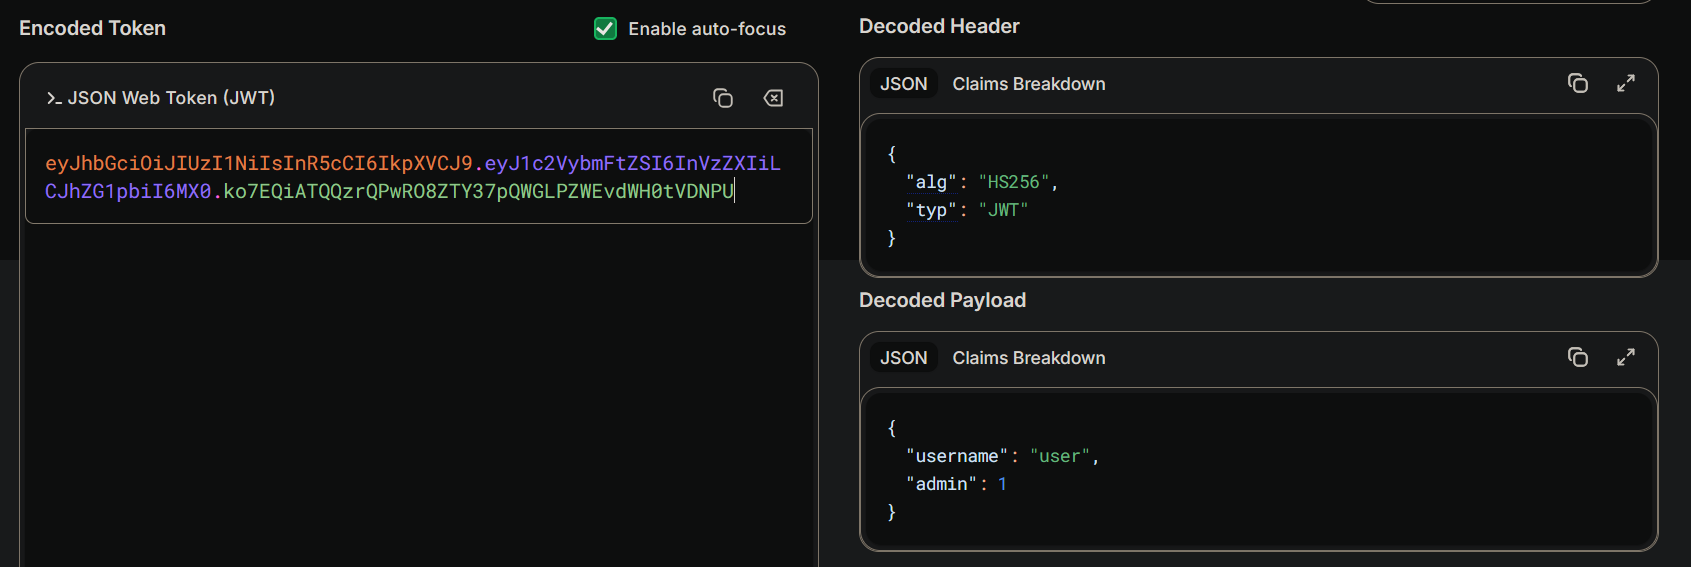 Encoded Token
Enable auto-focus
JSON Web Token (JWT)
eyJhbGciOiJIUzI1NiIsInR5cCI6IkpXVCJ9.eyJ1c2VybmFtZSI6InVzZXIiL
CJhZG1pbiI6MX0.ko7EQiATQQzrQPwRO8ZTY37pQWGLPZWEvdWH0tVDNPU
Decoded Header
JSON Claims Breakdown
{
"alg": "HS256",
"typ": "JWT"
}
Decoded Payload
JSON Claims Breakdown
{
"username": "user",
"admin": 1
}